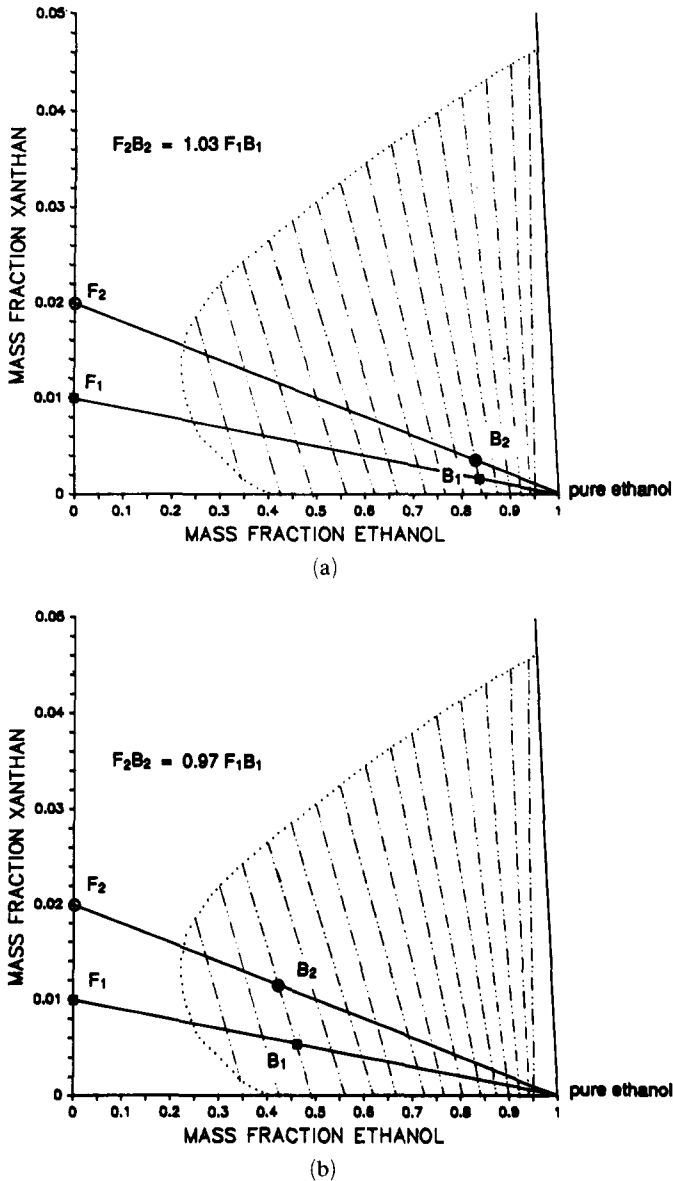 0.05
0.04
0.03
0.02
0.01
0
MASS FRACTION XANTHAN
F₂B₂ = 1.03 F₁B₁
F₂
F₁
B₂
B₁
pure ethanol
0 0.1 0.2 0.3 0.4 0.5 0.6 0.7 0.8 0.9 1
MASS FRACTION ETHANOL
(a)
0.05
0.04
0.03
0.02
0.01
0
MASS FRACTION XANTHAN
F₂B₂ = 0.97 F₁B₁
F₂
F₁
B₂
B₁
pure ethanol
0 0.1 0.2 0.3 0.4 0.5 0.6 0.7 0.8 0.9 1
MASS FRACTION ETHANOL
(b)